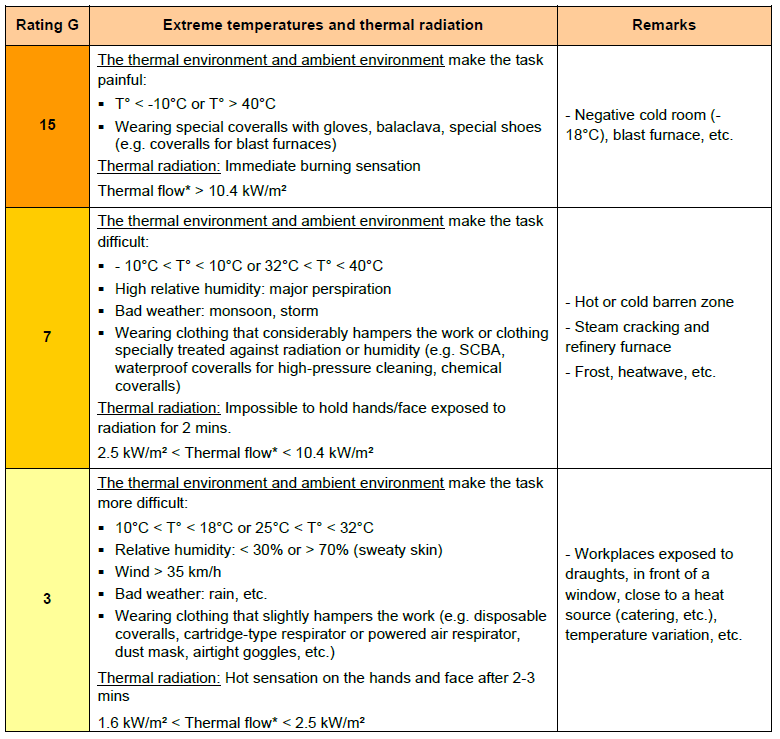 Rating G
Extreme temperatures and thermal radiation
Remarks
15
The thermal environment and ambient environment make the task
painful:
▪ T° < -10°C or T° > 40°C
▪ Wearing special coveralls with gloves, balaclava, special shoes
(e.g. coveralls for blast furnaces)
Thermal radiation: Immediate burning sensation
Thermal flow* > 10.4 kW/m²
- Negative cold room (-
18°C), blast furnace, etc.
7
The thermal environment and ambient environment make the task
difficult:
▪ - 10°C < T° < 10°C or 32°C < T° < 40°C
▪ High relative humidity: major perspiration
▪ Bad weather: monsoon, storm
▪ Wearing clothing that considerably hampers the work or clothing
specially treated against radiation or humidity (e.g. SCBA,
waterproof coveralls for high-pressure cleaning, chemical
coveralls)
Thermal radiation: Impossible to hold hands/face exposed to
radiation for 2 mins.
2.5 kW/m² < Thermal flow* < 10.4 kW/m²
- Hot or cold barren zone
- Steam cracking and
refinery furnace
- Frost, heatwave, etc.
3
The thermal environment and ambient environment make the task
more difficult:
▪ 10°C < T° < 18°C or 25°C < T° < 32°C
▪ Relative humidity: < 30% or > 70% (sweaty skin)
▪ Wind > 35 km/h
▪ Bad weather: rain, etc.
▪ Wearing clothing that slightly hampers the work (e.g. disposable
coveralls, cartridge-type respirator or powered air respirator,
dust mask, airtight goggles, etc.)
Thermal radiation: Hot sensation on the hands and face after 2-3
mins
1.6 kW/m² < Thermal flow* < 2.5 kW/m²
- Workplaces exposed to
draughts, in front of a
window, close to a heat
source (catering, etc.),
temperature variation, etc.